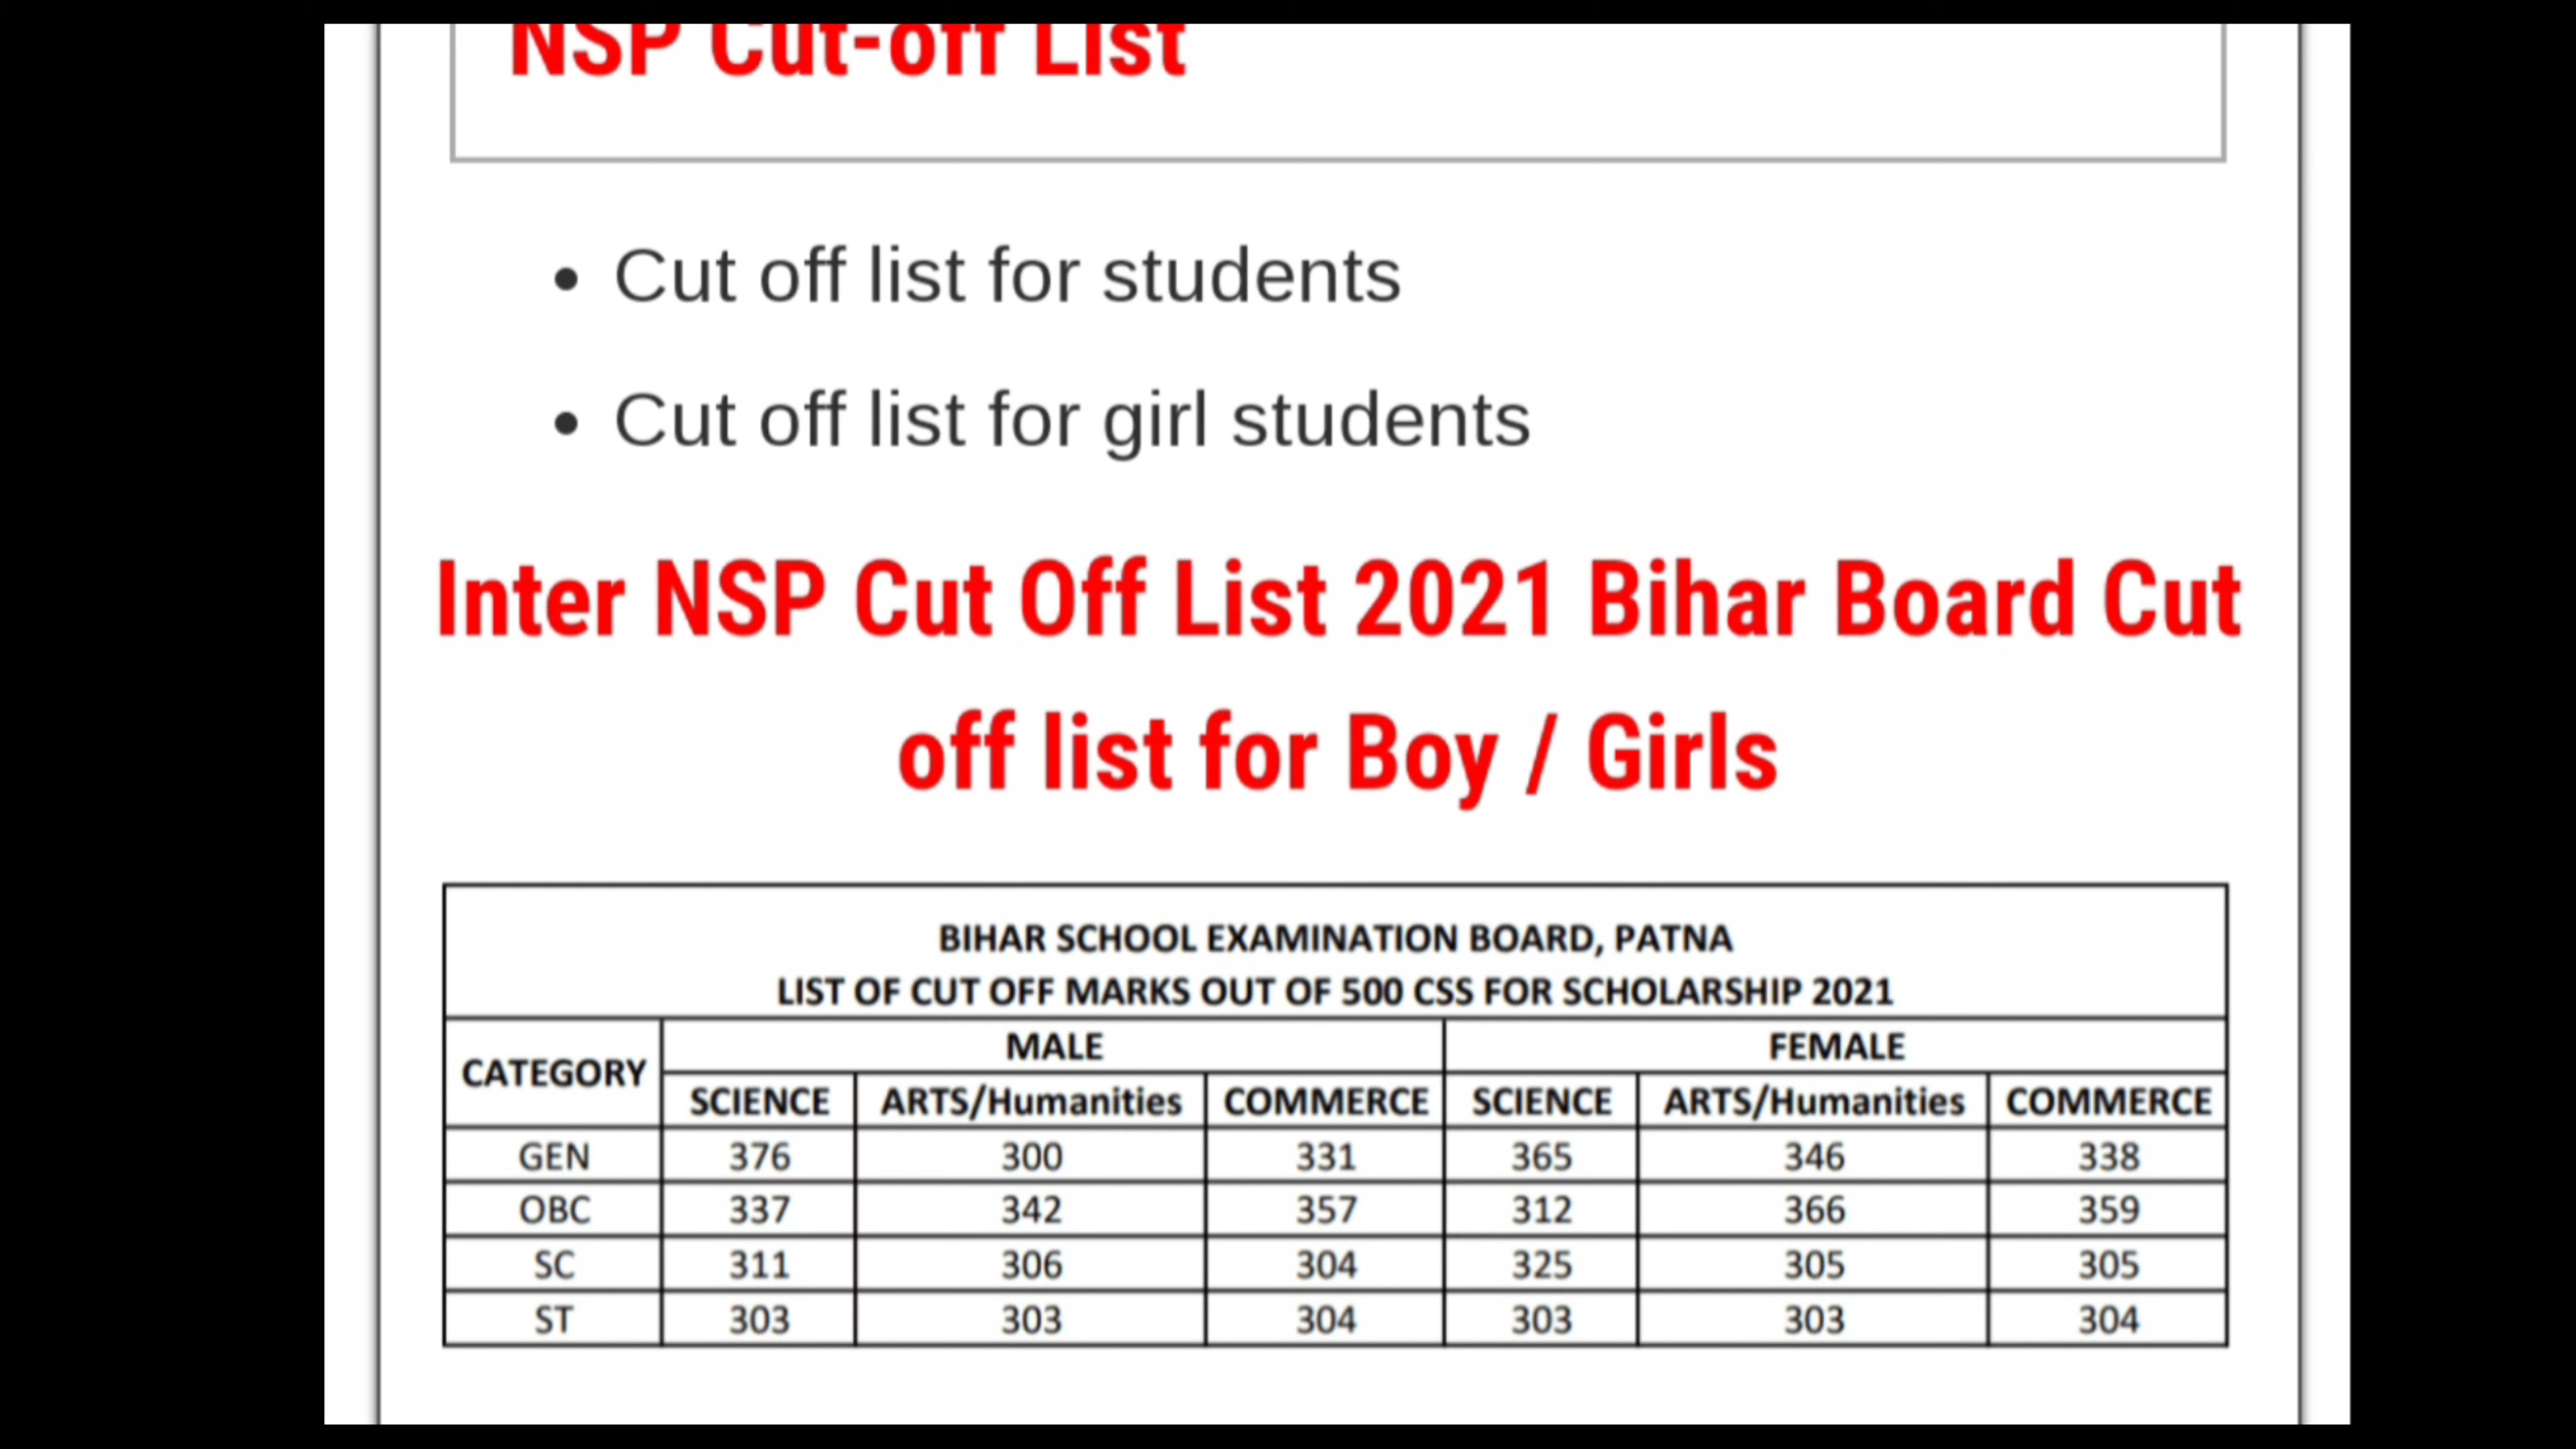 NSP Cut-off List
Cut off list for students
Cut off list for girl students
Inter NSP Cut Off List 2021 Bihar Board Cut
off list for Boy / Girls
BIHAR SCHOOL EXAMINATION BOARD, PATNA
LIST OF CUT OFF MARKS OUT OF 500 CSS FOR SCHOLARSHIP 2021
CATEGORY MALE FEMALE
SCIENCE ARTS/Humanities COMMERCE SCIENCE ARTS/Humanities COMMERCE
GEN 376 300 331 365 346 338
OBC 337 342 357 312 366 359
SC 311 306 304 325 305 305
ST 303 303 304 303 303 304